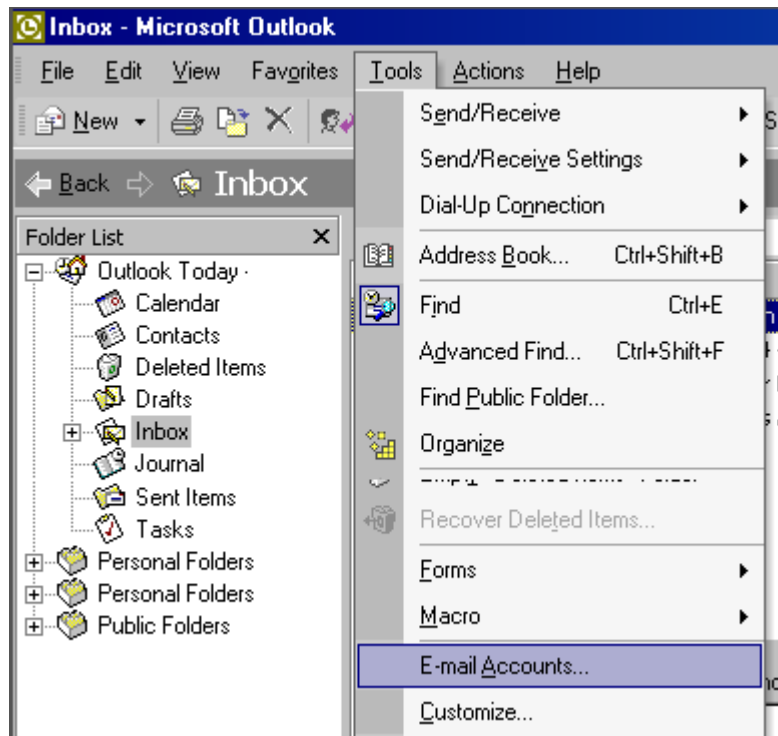 Inbox - Microsoft Outlook
File Edit View Favorites Tools Actions Help
New
Back Inbox
Folder List
Outlook Today -
Calendar
Contacts
Deleted Items
Drafts
Inbox
Journal
Sent Items
Tasks
Personal Folders
Personal Folders
Public Folders
Send/Receive
Send/Receive Settings
Dial-Up Connection
Address Book... Ctrl+Shift+B
Find Ctrl+E
Advanced Find... Ctrl+Shift+F
Find Public Folder...
Organize
Recover Deleted Items...
Forms
Macro
E-mail Accounts...
Customize...